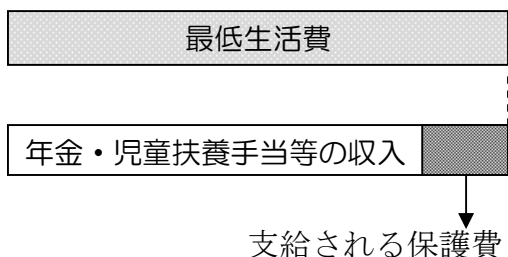 最低生活費
年金・児童扶養手当等の収入
支給される保護費